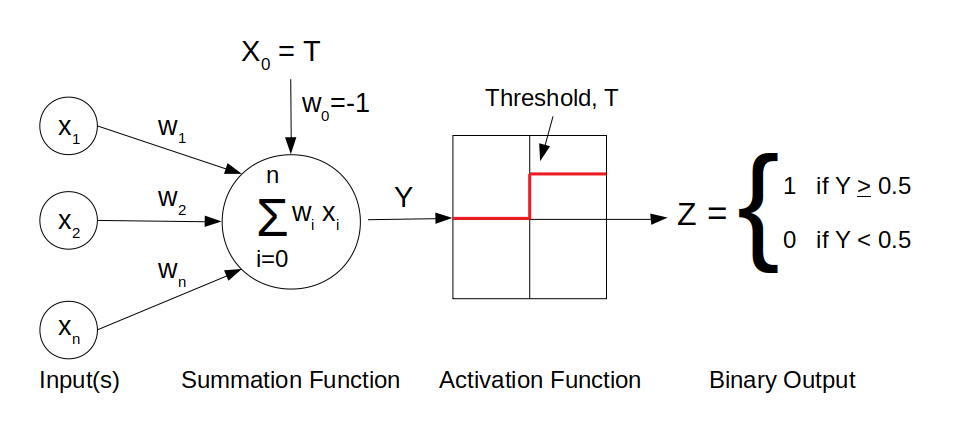 X₀ = T
w₀=-1
Threshold, T
x₁
w₁
x₂
w₂
xₙ
wₙ
n
∑ wᵢ xᵢ
i=0
Y
Z = {
1 if Y ≥ 0.5
0 if Y < 0.5
Input(s)
Summation Function
Activation Function
Binary Output